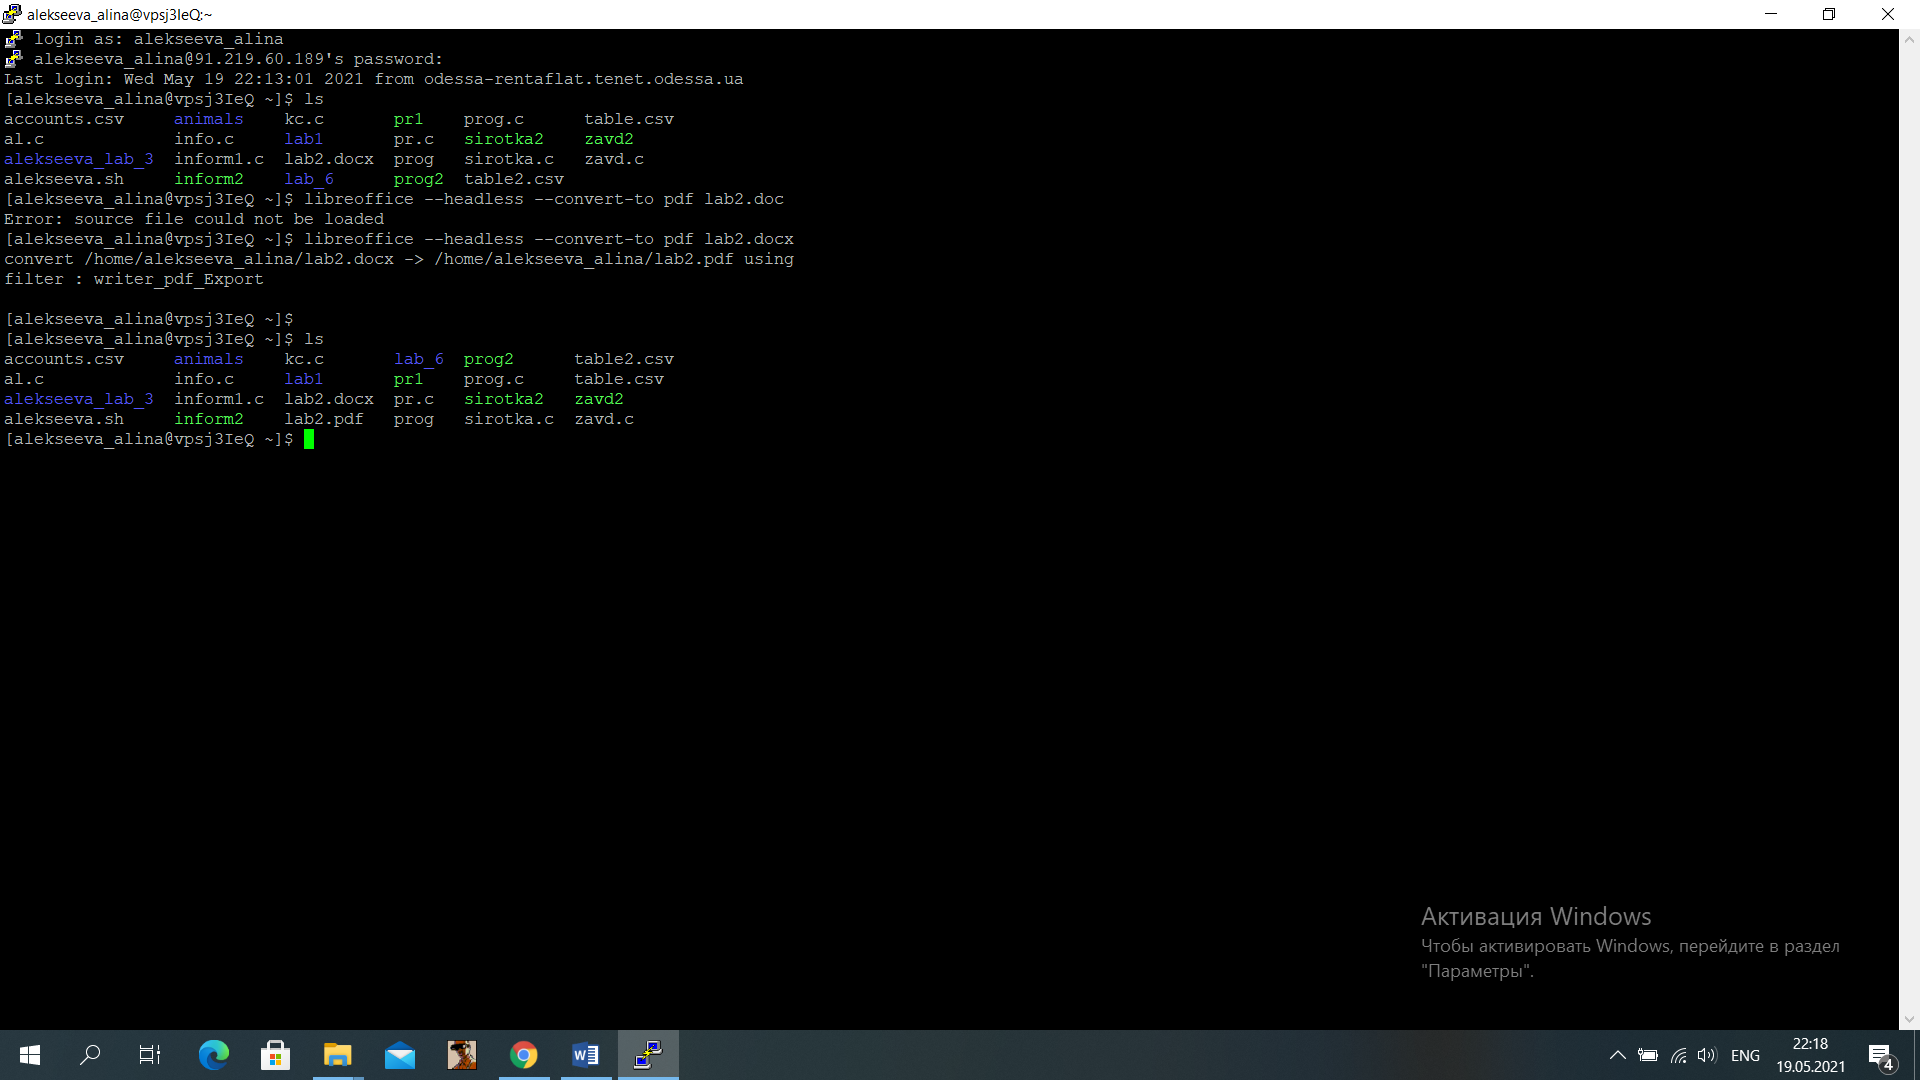 alekseeva_alina@vpsj3IeQ:~
login as: alekseeva_alina
alekseeva_alina@91.219.60.189's password:
Last login: Wed May 19 22:13:01 2021 from odessa-rentaflat.tenet.odessa.ua
[alekseeva_alina@vpsj3IeQ ~]$ ls
accounts.csv     animals    kc.c       pr1    prog.c      table.csv
al.c             info.c     lab1       pr.c   sirotka2    zavd2
alekseeva_lab_3  inform1.c  lab2.docx  prog   sirotka.c   zavd.c
alekseeva.sh     inform2    lab_6      prog2  table2.csv
[alekseeva_alina@vpsj3IeQ ~]$ libreoffice --headless --convert-to pdf lab2.doc
Error: source file could not be loaded
[alekseeva_alina@vpsj3IeQ ~]$ libreoffice --headless --convert-to pdf lab2.docx
convert /home/alekseeva_alina/lab2.docx -> /home/alekseeva_alina/lab2.pdf using
filter : writer_pdf_Export
[alekseeva_alina@vpsj3IeQ ~]$
[alekseeva_alina@vpsj3IeQ ~]$ ls
accounts.csv     animals    kc.c       lab_6  prog2      table2.csv
al.c             info.c     lab1       pr1    prog.c     table.csv
alekseeva_lab_3  inform1.c  lab2.docx  pr.c   sirotka2   zavd2
alekseeva.sh     inform2    lab2.pdf   prog   sirotka.c  zavd.c
[alekseeva_alina@vpsj3IeQ ~]$
Активация Windows
Чтобы активировать Windows, перейдите в раздел
"Параметры".
ENG
22:18
19.05.2021
4